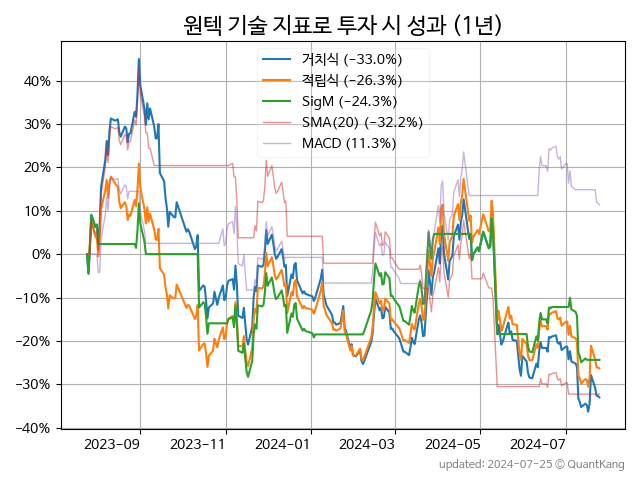 원텍 기술 지표로 투자 시 성과 (1년)
거치식 (−33.0%)
적립식 (−26.3%)
SigM (−24.3%)
SMA(20) (−32.2%)
MACD (11.3%)
40%
30%
20%
10%
0%
−10%
−20%
−30%
−40%
2023-09
2023-11
2024-01
2024-03
2024-05
2024-07
updated: 2024-07-25 © QuantKang